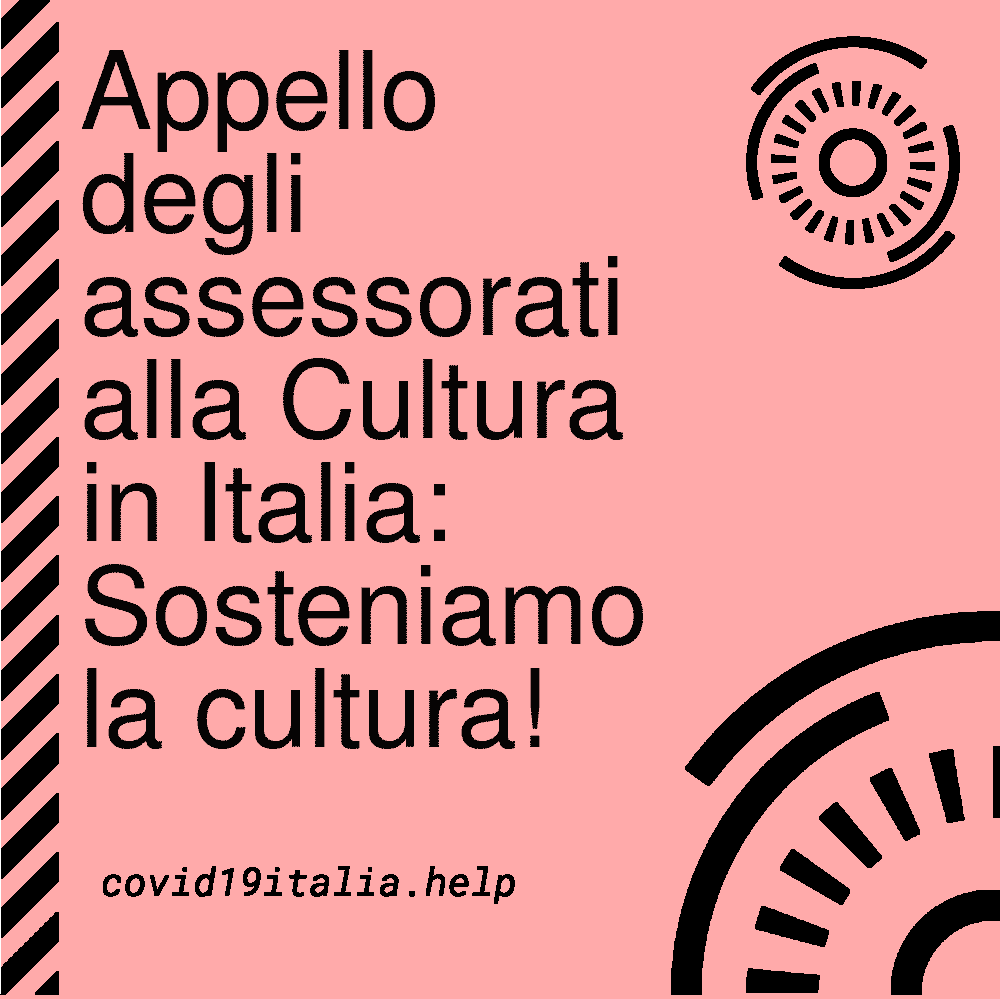 Appello
degli
assessorati
alla Cultura
in Italia:
Sosteniamo
la cultura!
covid19italia.help